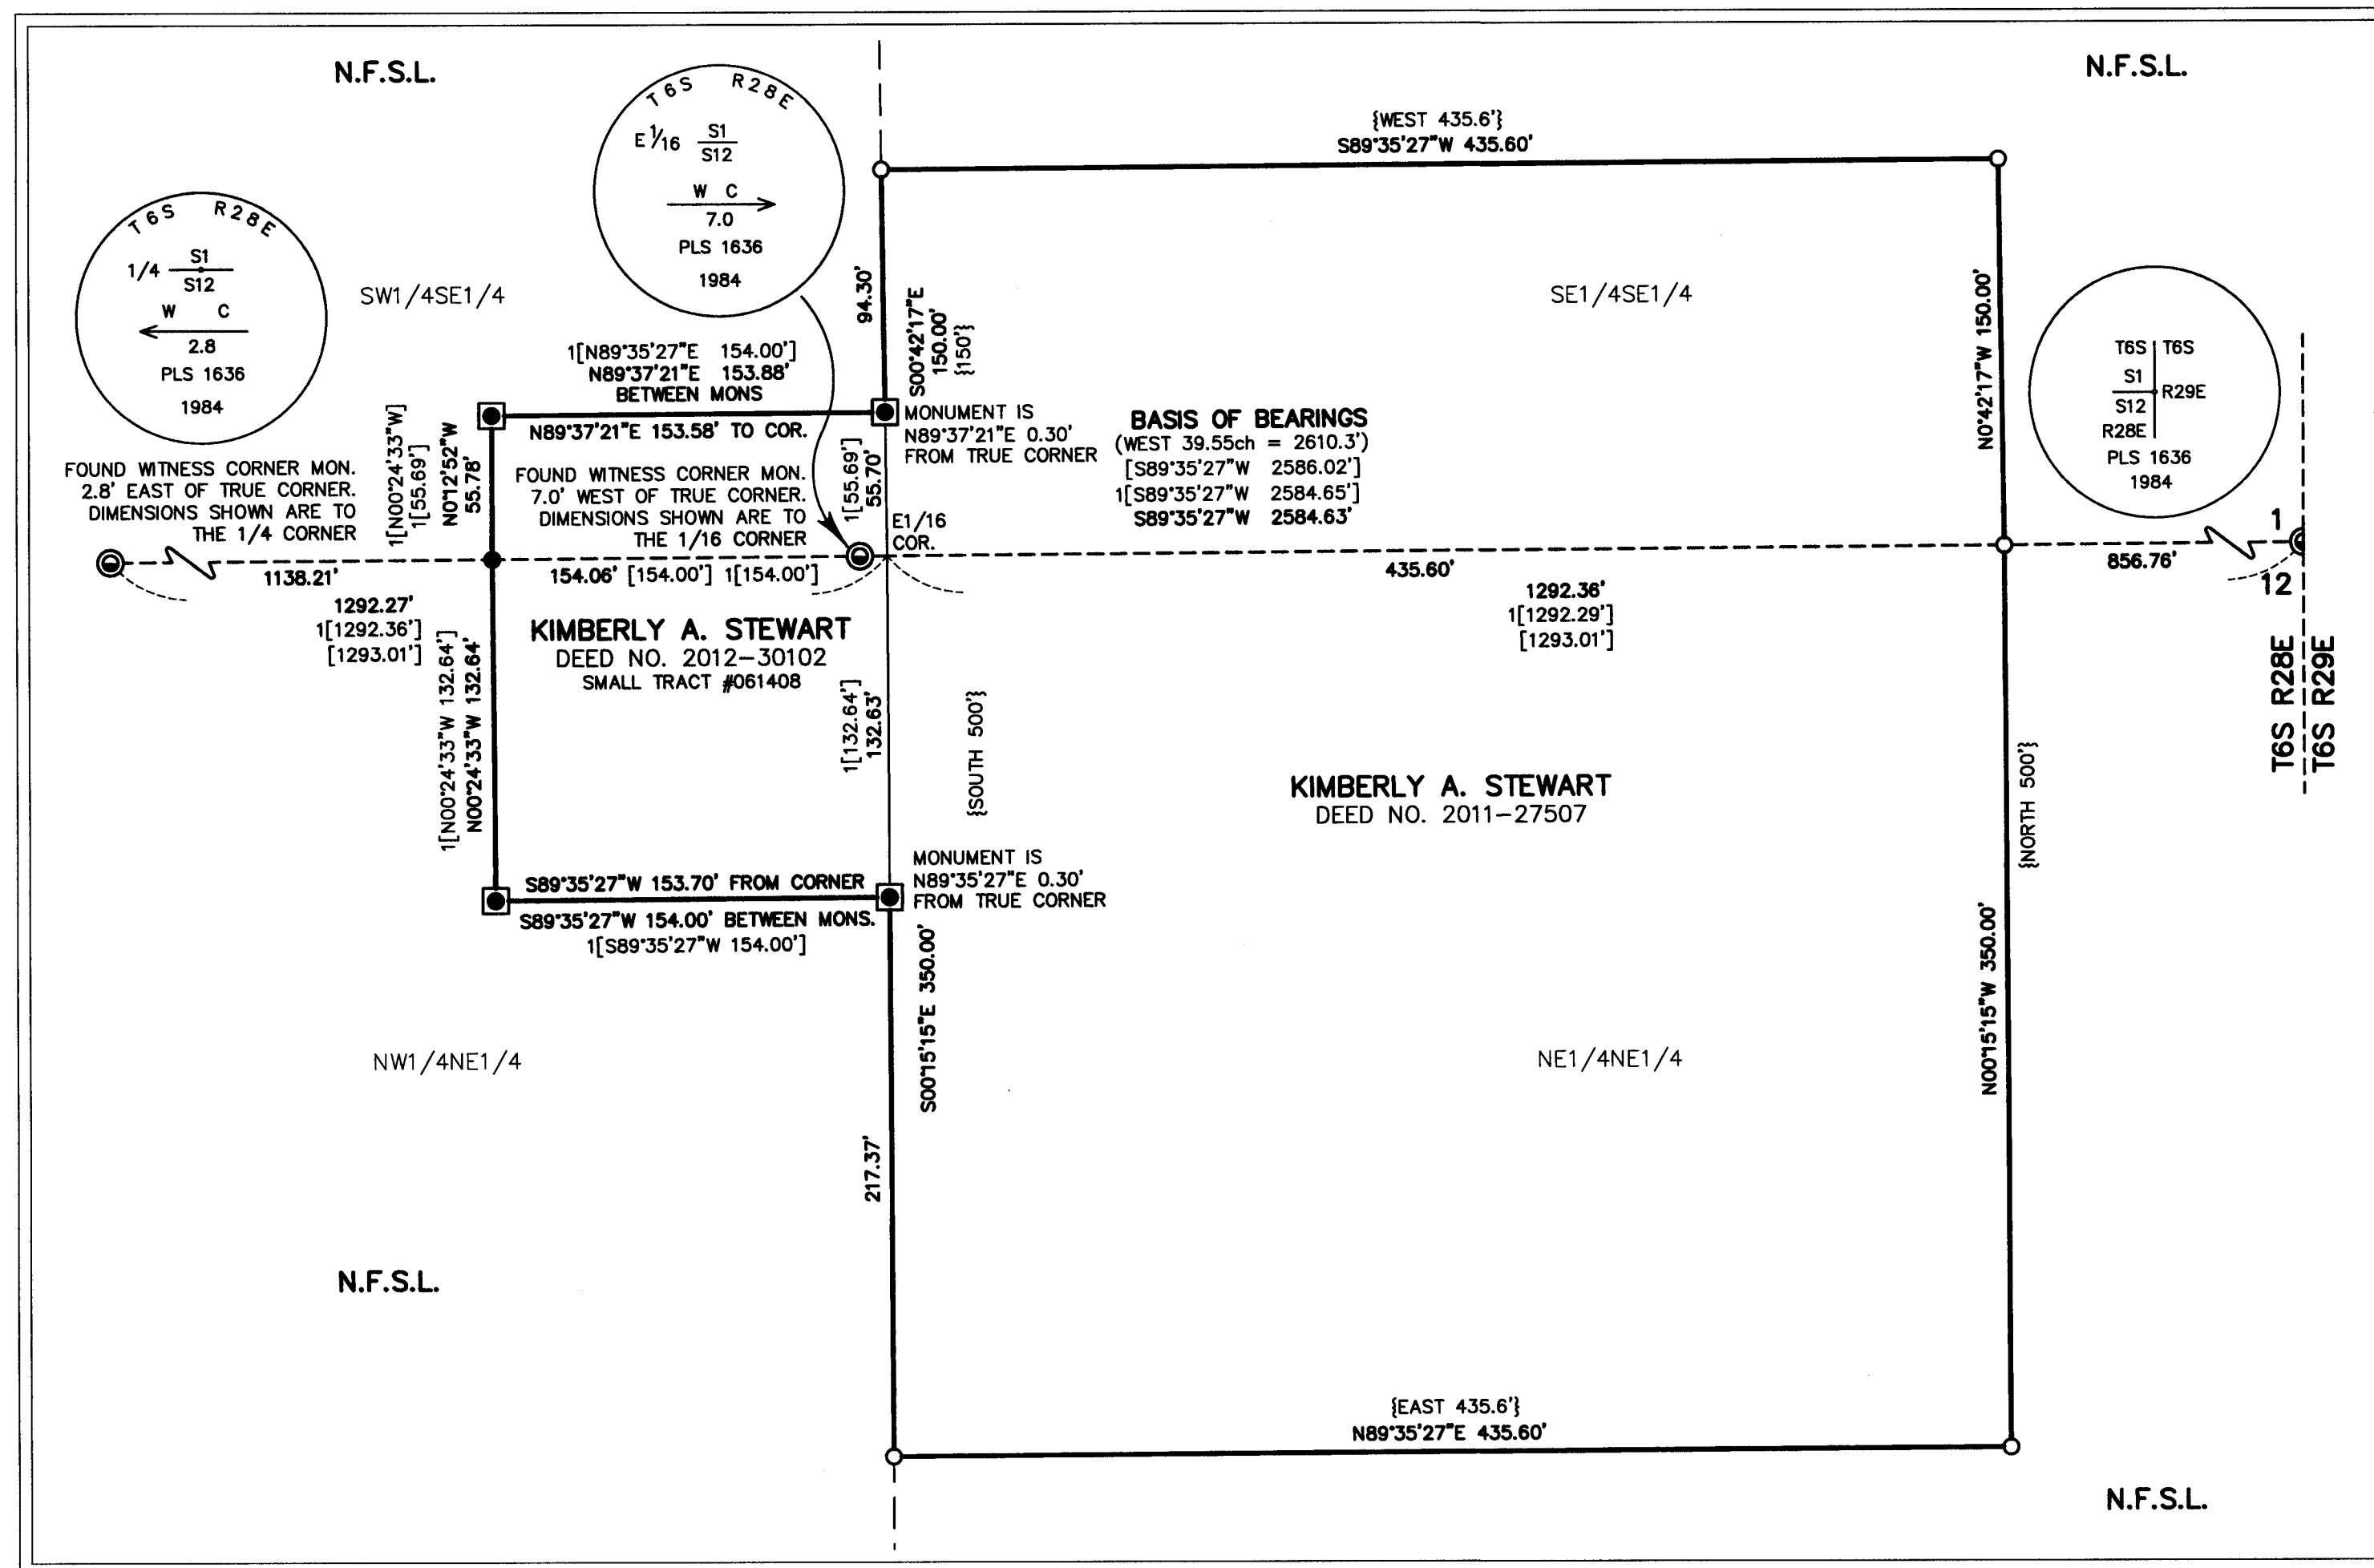 N.F.S.L.
N.F.S.L.
T6S R28E
E 1/16 S1
S12
W C
7.0
PLS 1636
1984
{WEST 435.6'}
S89°35'27"W 435.60'
T6S R28E
1/4 S1
S12
W C
2.8
PLS 1636
1984
SW1/4SE1/4
SE1/4SE1/4
94.30'
S00°42'17"E
150.00'
{150'}
N0°42'17"W 150.00'
T6S T6S
S1
R29E
S12
R28E
PLS 1636
1984
1[N89°35'27"E 154.00']
N89°37'21"E 153.88'
BETWEEN MONS
N89°37'21"E 153.58' TO COR.
MONUMENT IS
N89°37'21"E 0.30'
FROM TRUE CORNER
BASIS OF BEARINGS
(WEST 39.55ch = 2610.3')
[S89°35'27"W 2586.02']
1[S89°35'27"W 2584.65']
S89°35'27"W 2584.63'
FOUND WITNESS CORNER MON.
2.8' EAST OF TRUE CORNER.
DIMENSIONS SHOWN ARE TO
THE 1/4 CORNER
1[N00°24'33"W]
1[55.69']
N0°12'52"W
55.78'
FOUND WITNESS CORNER MON.
7.0' WEST OF TRUE CORNER.
DIMENSIONS SHOWN ARE TO
THE 1/16 CORNER
1[55.69']
55.70'
E1/16
COR.
1
12
1138.21'
154.06' [154.00'] 1[154.00']
435.60'
856.76'
1292.27'
1[1292.36']
[1293.01']
1292.36'
1[1292.29']
[1293.01']
1[N00°24'33"W 132.64']
N00°24'33"W 132.64'
KIMBERLY A. STEWART
DEED NO. 2012-30102
SMALL TRACT #061408
1[132.64']
132.63'
{SOUTH 500'}
KIMBERLY A. STEWART
DEED NO. 2011-27507
{NORTH 500'}
T6S R28E
T6S R29E
S89°35'27"W 153.70' FROM CORNER
S89°35'27"W 154.00' BETWEEN MONS.
1[S89°35'27"W 154.00']
MONUMENT IS
N89°35'27"E 0.30'
FROM TRUE CORNER
S00°15'15"E 350.00'
N00°15'15"W 350.00'
NW1/4NE1/4
NE1/4NE1/4
217.37'
N.F.S.L.
{EAST 435.6'}
N89°35'27"E 435.60'
N.F.S.L.